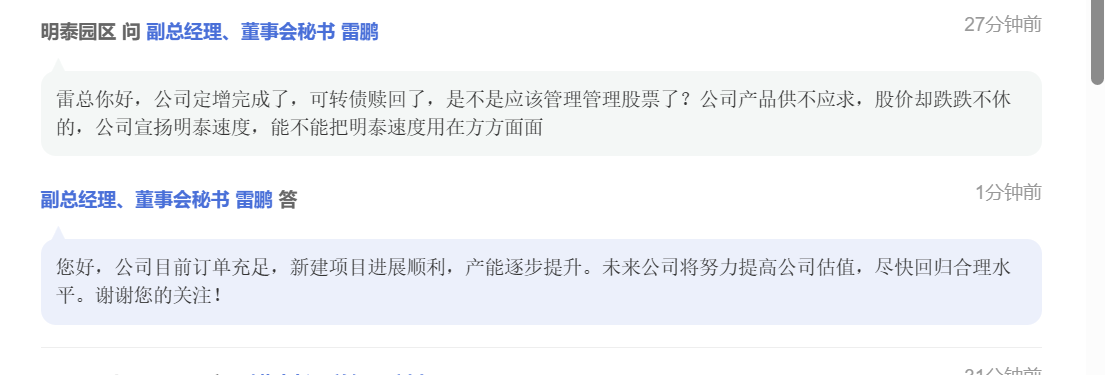 明泰园区 问 副总经理、董事会秘书 雷鹏
27分钟前
雷总你好，公司定增完成了，可转债赎回了，是不是应该管理管理股票了？公司产品供不应求，股价却跌跌不休
的，公司宣扬明泰速度，能不能把明泰速度用在方方面面
副总经理、董事会秘书 雷鹏 答
1分钟前
您好，公司目前订单充足，新建项目进展顺利，产能逐步提升。未来公司将努力提高公司估值，尽快回归合理水
平。谢谢您的关注！